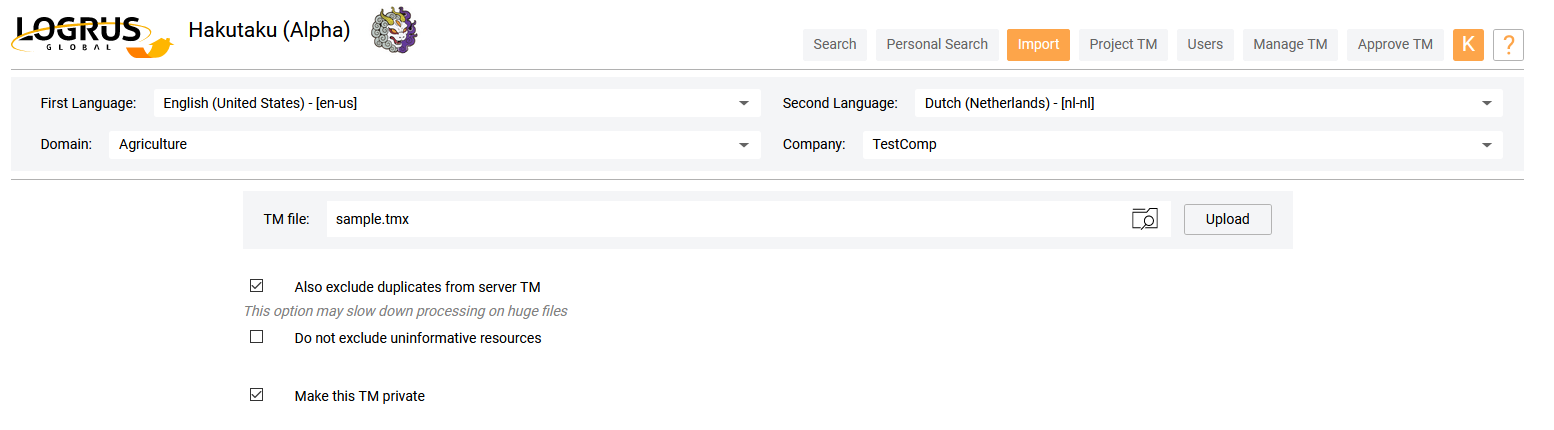 LOGRUS
GLOBAL
Hakutaku (Alpha)
Search Personal Search Import Project TM Users Manage TM Approve TM K ?
First Language: English (United States) - [en-us] Second Language: Dutch (Netherlands) - [nl-nl]
Domain: Agriculture Company: TestComp
TM file: sample.tmx Upload
Also exclude duplicates from server TM
This option may slow down processing on huge files
Do not exclude uninformative resources
Make this TM private